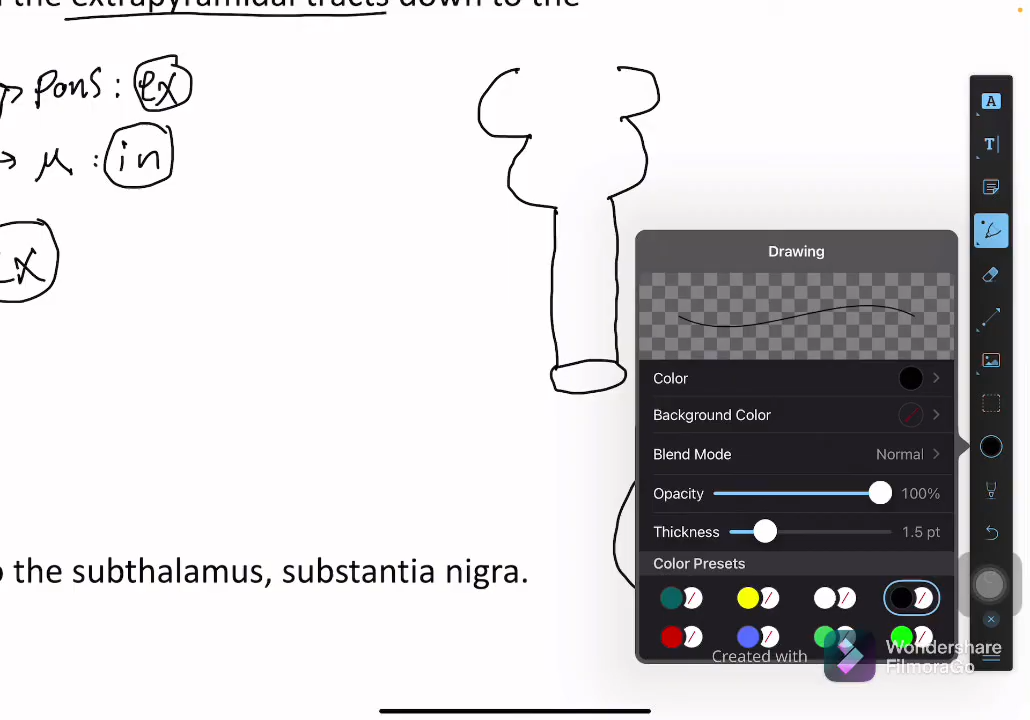 the extrapyramidal tracts down to the
→ pons : ex
→ μ : in
Drawing
Color
Background Color
Blend Mode Normal
Opacity 100%
Thickness 1.5 pt
to the subthalamus, substantia nigra.
Color Presets
Created with Wondershare FilmoraGo
A
T